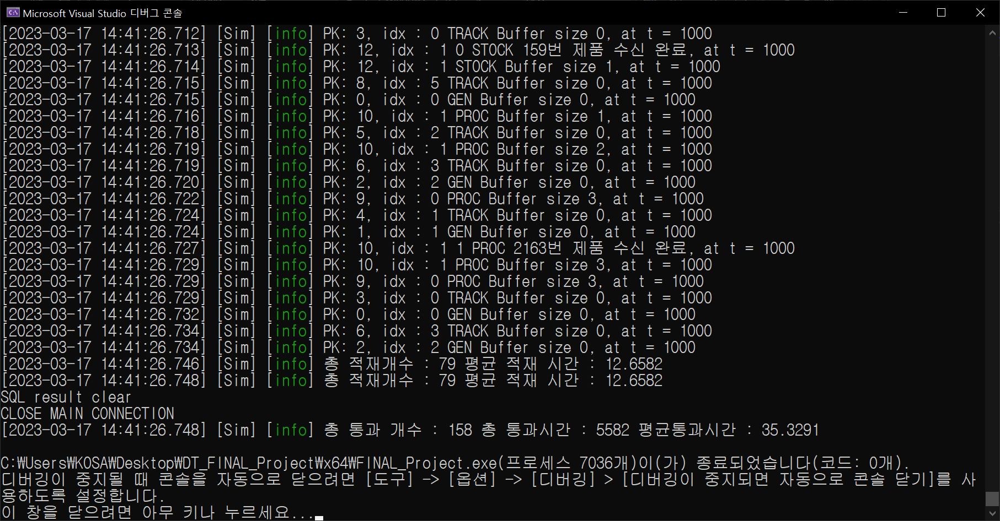 Microsoft Visual Studio 디버그 콘솔
[2023-03-17 14:41:26.712] [Sim] [info] PK: 3, idx : 0 TRACK Buffer size 0, at t = 1000
[2023-03-17 14:41:26.713] [Sim] [info] PK: 12, idx : 1 0 STOCK 159번 제품 수신 완료, at t = 1000
[2023-03-17 14:41:26.714] [Sim] [info] PK: 12, idx : 1 STOCK Buffer size 1, at t = 1000
[2023-03-17 14:41:26.715] [Sim] [info] PK: 8, idx : 5 TRACK Buffer size 0, at t = 1000
[2023-03-17 14:41:26.715] [Sim] [info] PK: 0, idx : 0 GEN Buffer size 0, at t = 1000
[2023-03-17 14:41:26.716] [Sim] [info] PK: 10, idx : 1 PROC Buffer size 1, at t = 1000
[2023-03-17 14:41:26.718] [Sim] [info] PK: 5, idx : 2 TRACK Buffer size 0, at t = 1000
[2023-03-17 14:41:26.719] [Sim] [info] PK: 10, idx : 1 PROC Buffer size 2, at t = 1000
[2023-03-17 14:41:26.719] [Sim] [info] PK: 6, idx : 3 TRACK Buffer size 0, at t = 1000
[2023-03-17 14:41:26.720] [Sim] [info] PK: 2, idx : 2 GEN Buffer size 0, at t = 1000
[2023-03-17 14:41:26.722] [Sim] [info] PK: 9, idx : 0 PROC Buffer size 3, at t = 1000
[2023-03-17 14:41:26.724] [Sim] [info] PK: 4, idx : 1 TRACK Buffer size 0, at t = 1000
[2023-03-17 14:41:26.724] [Sim] [info] PK: 1, idx : 1 GEN Buffer size 0, at t = 1000
[2023-03-17 14:41:26.727] [Sim] [info] PK: 10, idx : 1 1 PROC 2163번 제품 수신 완료, at t = 1000
[2023-03-17 14:41:26.729] [Sim] [info] PK: 10, idx : 1 PROC Buffer size 3, at t = 1000
[2023-03-17 14:41:26.729] [Sim] [info] PK: 9, idx : 0 PROC Buffer size 3, at t = 1000
[2023-03-17 14:41:26.729] [Sim] [info] PK: 3, idx : 0 TRACK Buffer size 0, at t = 1000
[2023-03-17 14:41:26.732] [Sim] [info] PK: 0, idx : 0 GEN Buffer size 0, at t = 1000
[2023-03-17 14:41:26.734] [Sim] [info] PK: 6, idx : 3 TRACK Buffer size 0, at t = 1000
[2023-03-17 14:41:26.734] [Sim] [info] PK: 2, idx : 2 GEN Buffer size 0, at t = 1000
[2023-03-17 14:41:26.746] [Sim] [info] 총 적재개수 : 79 평균 적재 시간 : 12.6582
[2023-03-17 14:41:26.748] [Sim] [info] 총 적재개수 : 79 평균 적재 시간 : 12.6582
SQL result clear
CLOSE MAIN CONNECTION
[2023-03-17 14:41:26.748] [Sim] [info] 총 통과 개수 : 158 총 통과시간 : 5582 평균통과시간 : 35.3291
C:₩Users₩KOSA₩Desktop₩DT_FINAL_Project₩x64₩FINAL_Project.exe(프로세스 7036개)이(가) 종료되었습니다(코드: 0개).
디버깅이 중지될 때 콘솔을 자동으로 닫으려면 [도구] -> [옵션] -> [디버깅] > [디버깅이 중지되면 자동으로 콘솔 닫기]를 사
용하도록 설정합니다.
이 창을 닫으려면 아무 키나 누르세요...